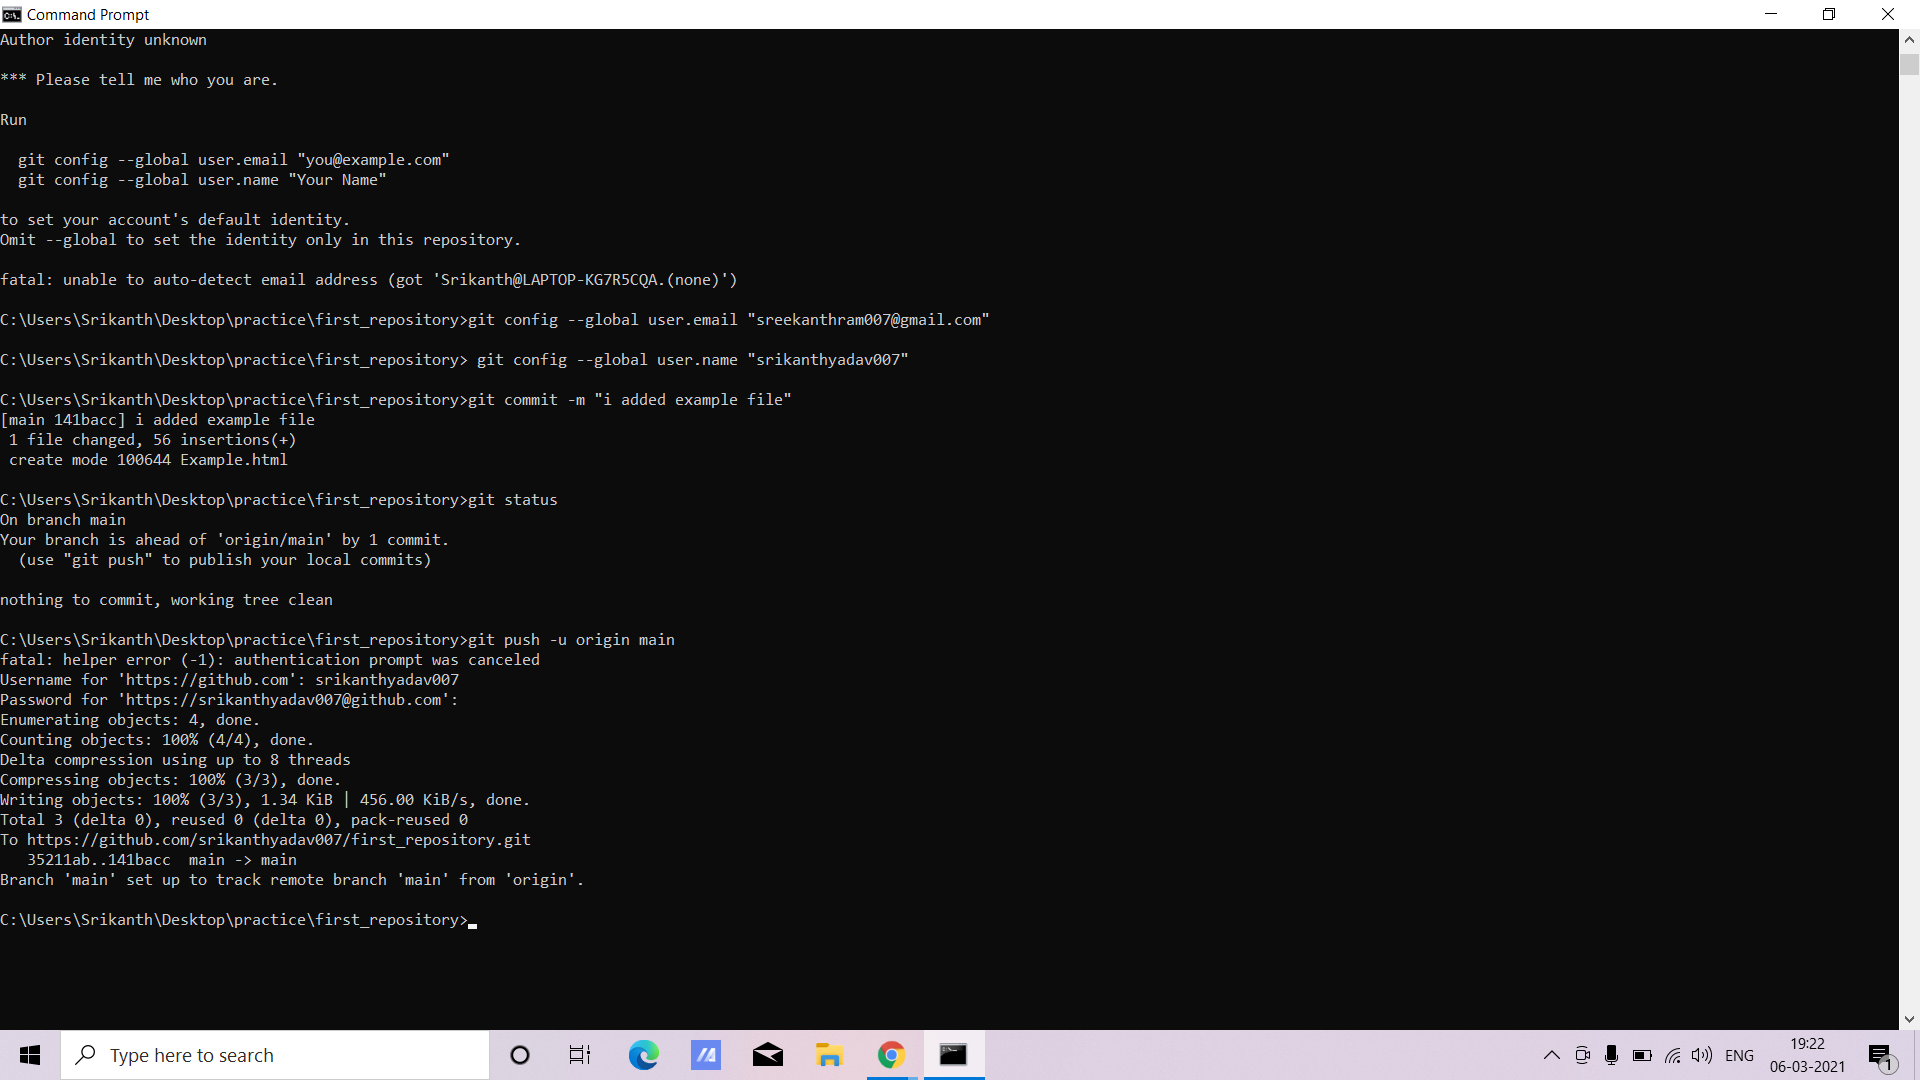 Command Prompt
Author identity unknown
*** Please tell me who you are.
Run
  git config --global user.email "you@example.com"
  git config --global user.name "Your Name"
to set your account's default identity.
Omit --global to set the identity only in this repository.
fatal: unable to auto-detect email address (got 'Srikanth@LAPTOP-KG7R5CQA.(none)')
C:\Users\Srikanth\Desktop\practice\first_repository>git config --global user.email "sreekanthram007@gmail.com"
C:\Users\Srikanth\Desktop\practice\first_repository> git config --global user.name "srikanthyadav007"
C:\Users\Srikanth\Desktop\practice\first_repository>git commit -m "i added example file"
[main 141bacc] i added example file
 1 file changed, 56 insertions(+)
 create mode 100644 Example.html
C:\Users\Srikanth\Desktop\practice\first_repository>git status
On branch main
Your branch is ahead of 'origin/main' by 1 commit.
  (use "git push" to publish your local commits)
nothing to commit, working tree clean
C:\Users\Srikanth\Desktop\practice\first_repository>git push -u origin main
fatal: helper error (-1): authentication prompt was canceled
Username for 'https://github.com': srikanthyadav007
Password for 'https://srikanthyadav007@github.com':
Enumerating objects: 4, done.
Counting objects: 100% (4/4), done.
Delta compression using up to 8 threads
Compressing objects: 100% (3/3), done.
Writing objects: 100% (3/3), 1.34 KiB | 456.00 KiB/s, done.
Total 3 (delta 0), reused 0 (delta 0), pack-reused 0
To https://github.com/srikanthyadav007/first_repository.git
   35211ab..141bacc  main -> main
Branch 'main' set up to track remote branch 'main' from 'origin'.
C:\Users\Srikanth\Desktop\practice\first_repository>
Type here to search
ENG
19:22
06-03-2021
1